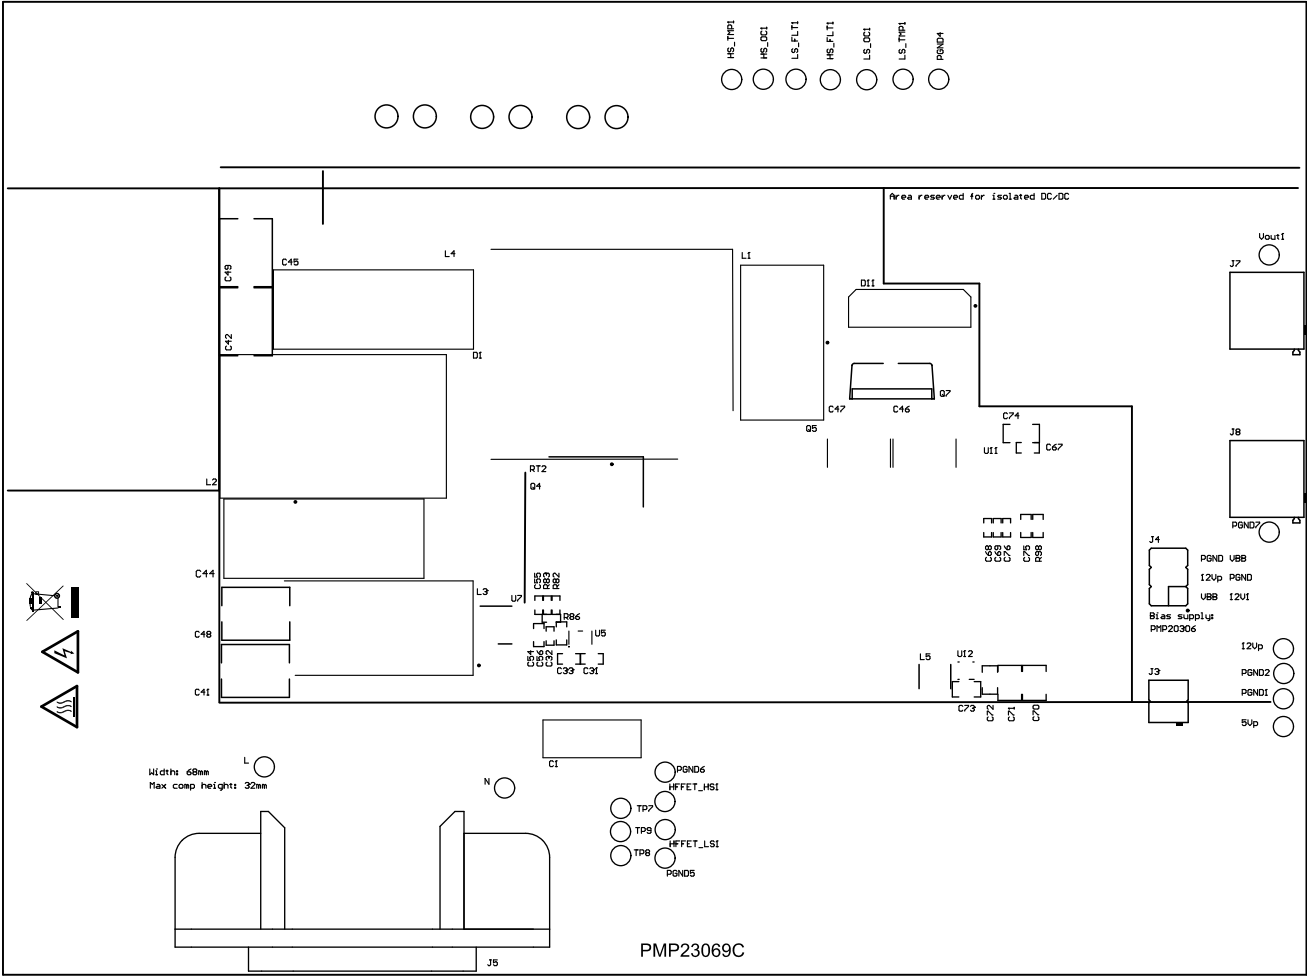 HS_TMP1
HS_OC1
LS_FLT1
HS_FLT1
LS_OC1
LS_TMP1
PGND4
Area reserved for isolated DC/DC
Vout1
J7
L4
L1
C45
C49
D11
C42
D1
Q7
C47
C46
Q5
C74
U11
C67
J8
RT2
Q4
L2
PGND7
J4
PGND VBB
12Vp PGND
VBB 12V1
Bias supply:
PMP20306
C68
C69
C76
C75
R98
C44
C55
R83
R82
L3
U7
R86
U5
C48
C54
C56
C32
C33
C31
C41
L5
U12
C73
C72
C71
C70
J3
12Vp
PGND2
PGND1
5Vp
L
Width: 68mm
Max comp height: 32mm
N
C1
PGND6
HFFET_HS1
TP7
TP9
HFFET_LS1
TP8
PGND5
PMP23069C
J5